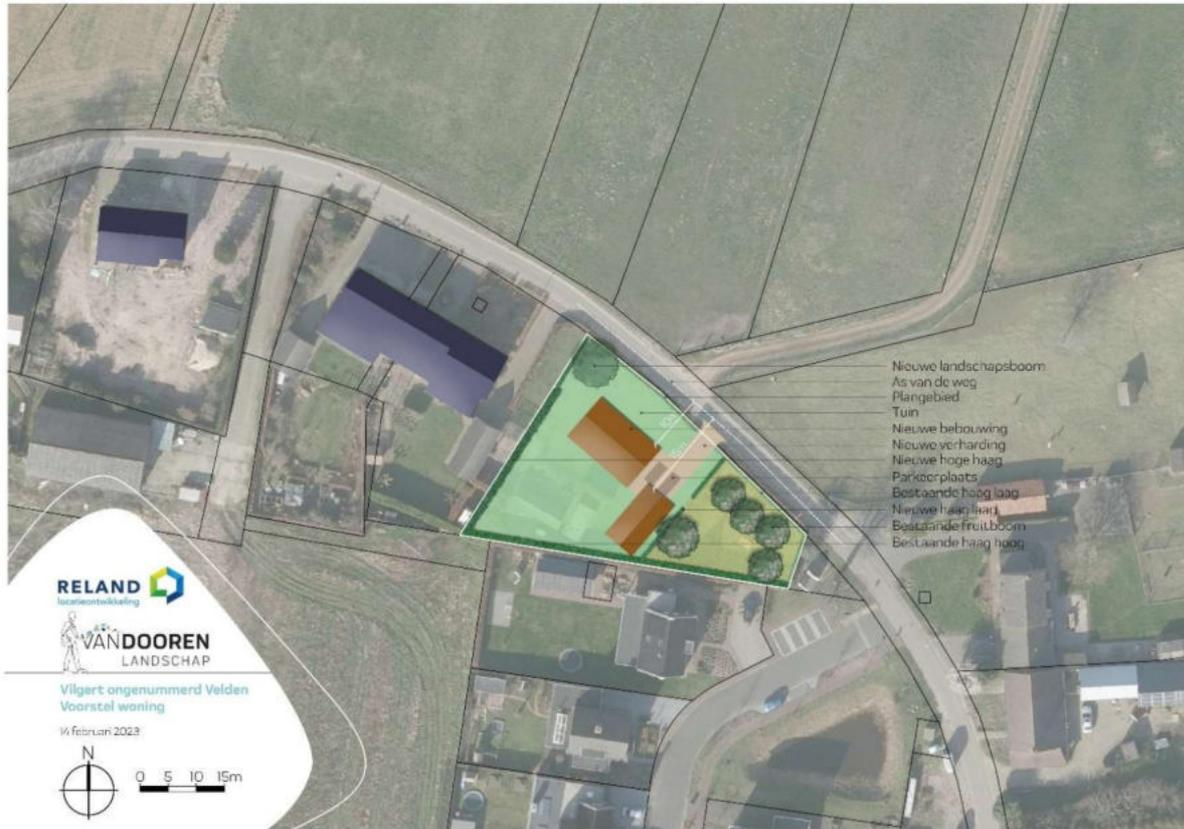 Nieuwe landschapsboom
As van de weg
Plangebied
Tuin
Nieuwe bebouwing
Nieuwe verharding
Nieuwe hoge haag
Parkeerplaats
Bestaande haag laag
Nieuwe haag laag
Bestaande fruitboom
Bestaande haag hoog
RELAND
locatieontwikkeling
VANDOOREN
LANDSCHAP
Vilgert ongenummerd Velden
Voorstel woning
14 februari 2023
N
0 5 10 15m